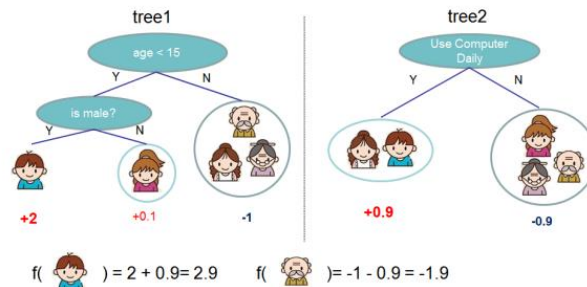 tree1
tree2
age < 15
Use Computer
Daily
Y
N
Y
N
is male?
Y
N
+2
+0.1
-1
+0.9
-0.9
f( ) = 2 + 0.9= 2.9
f( )= -1 - 0.9 = -1.9